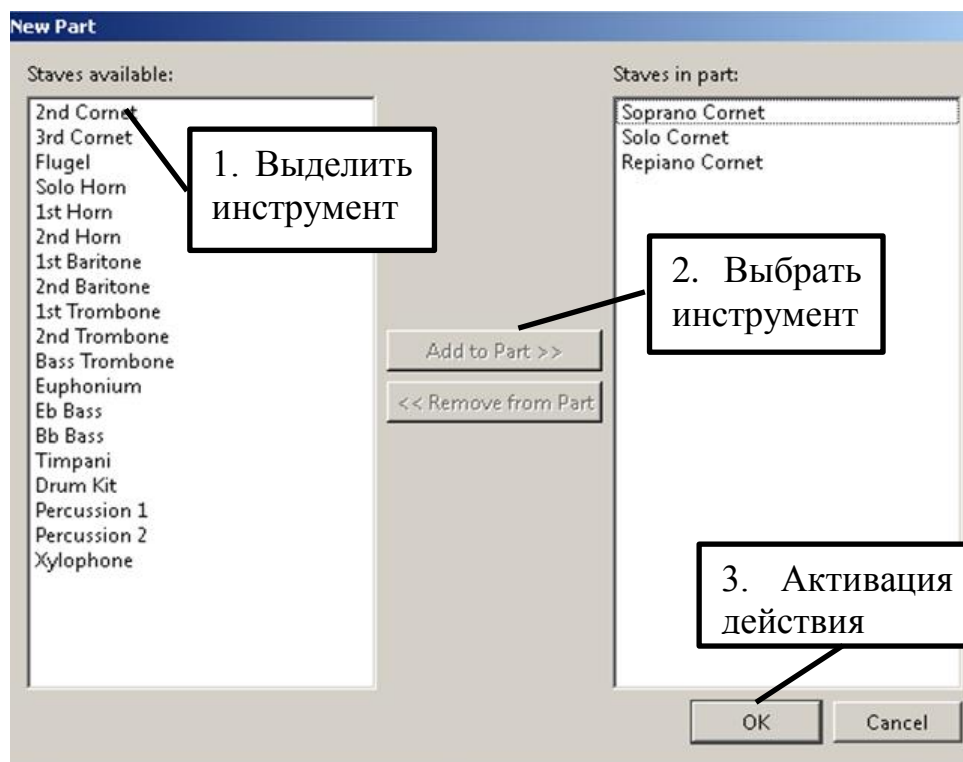 New Part
Staves available:
Staves in part:
2nd Cornet
3rd Cornet
Flugel
Solo Horn
1st Horn
2nd Horn
1st Baritone
2nd Baritone
1st Trombone
2nd Trombone
Bass Trombone
Euphonium
Eb Bass
Bb Bass
Timpani
Drum Kit
Percussion 1
Percussion 2
Xylophone
1. Выделить
инструмент
Add to Part >>
<< Remove from Part
Soprano Cornet
Solo Cornet
Repiano Cornet
2. Выбрать
инструмент
3. Активация
действия
OK
Cancel